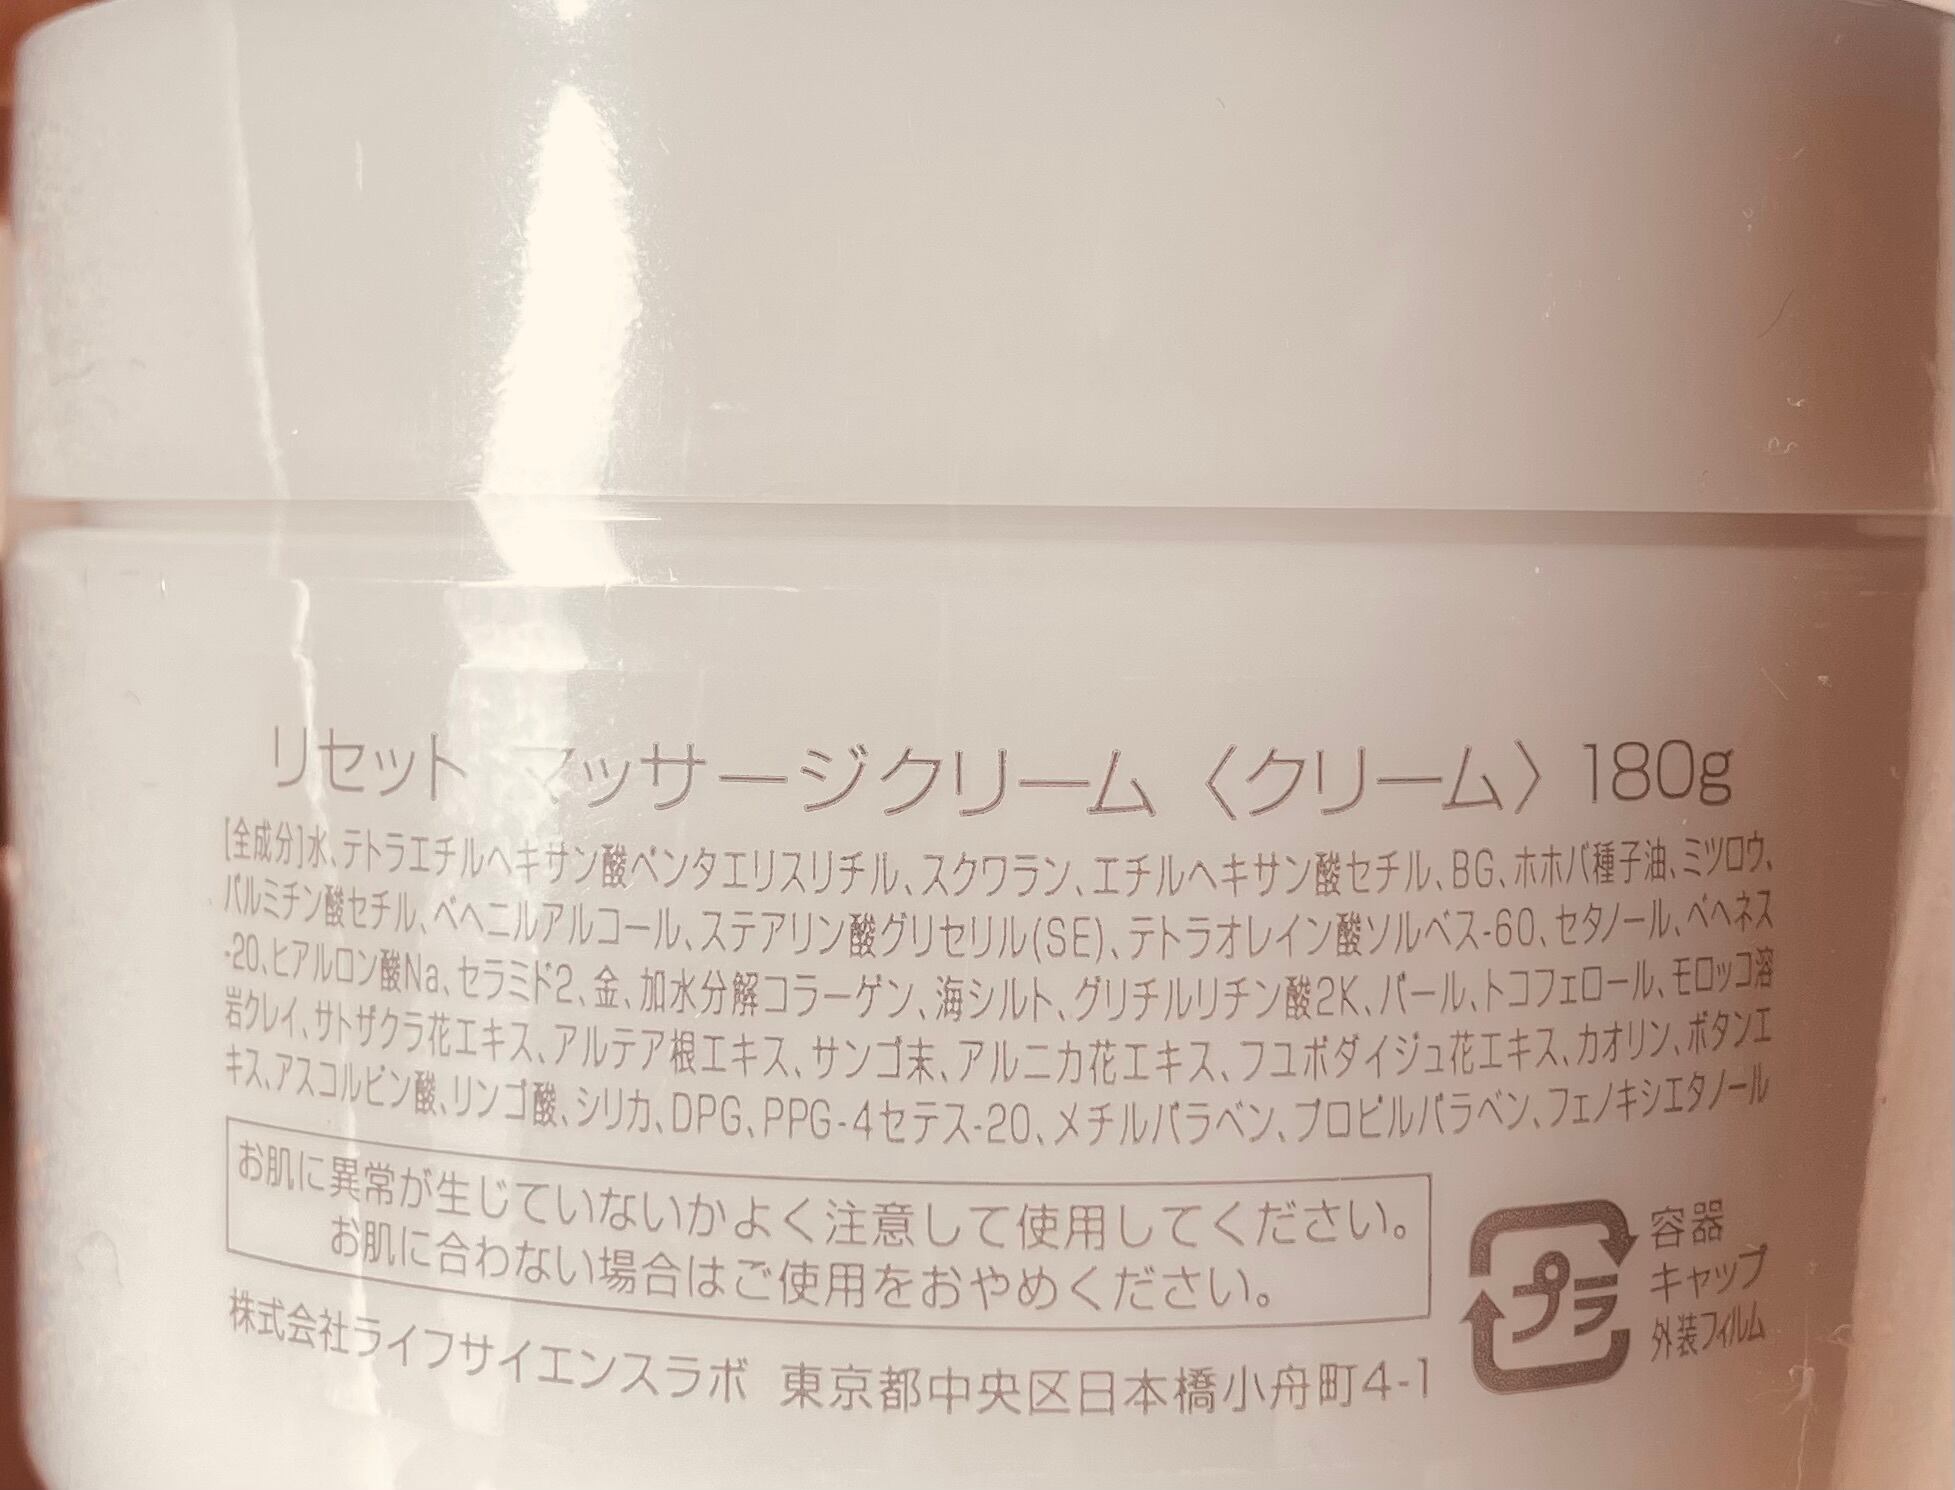 リセット マッサージクリーム〈クリーム〉180g
[全成分]水、テトラエチルヘキサン酸ペンタエリスリチル、スクワラン、エチルヘキサン酸セチル、BG、ホホバ種子油、ミツロウ、
パルミチン酸セチル、ベヘニルアルコール、ステアリン酸グリセリル(SE)、テトラオレイン酸ソルベス-60、セタノール、ベヘネス
-20、ヒアルロン酸Na、セラミド2、金、加水分解コラーゲン、海シルト、グリチルリチン酸2K、パール、トコフェロール、モロッコ溶
岩クレイ、サトザクラ花エキス、アルテア根エキス、サンゴ末、アルニカ花エキス、フユボダイジュ花エキス、カオリン、ボタンエ
キス、アスコルビン酸、リンゴ酸、シリカ、DPG、PPG-4セテス-20、メチルパラベン、プロピルパラベン、フェノキシエタノール
お肌に異常が生じていないかよく注意して使用してください。
お肌に合わない場合はご使用をおやめください。
株式会社ライフサイエンスラボ 東京都中央区日本橋小舟町4-1
プラ
容器
キャップ
外装フィルム